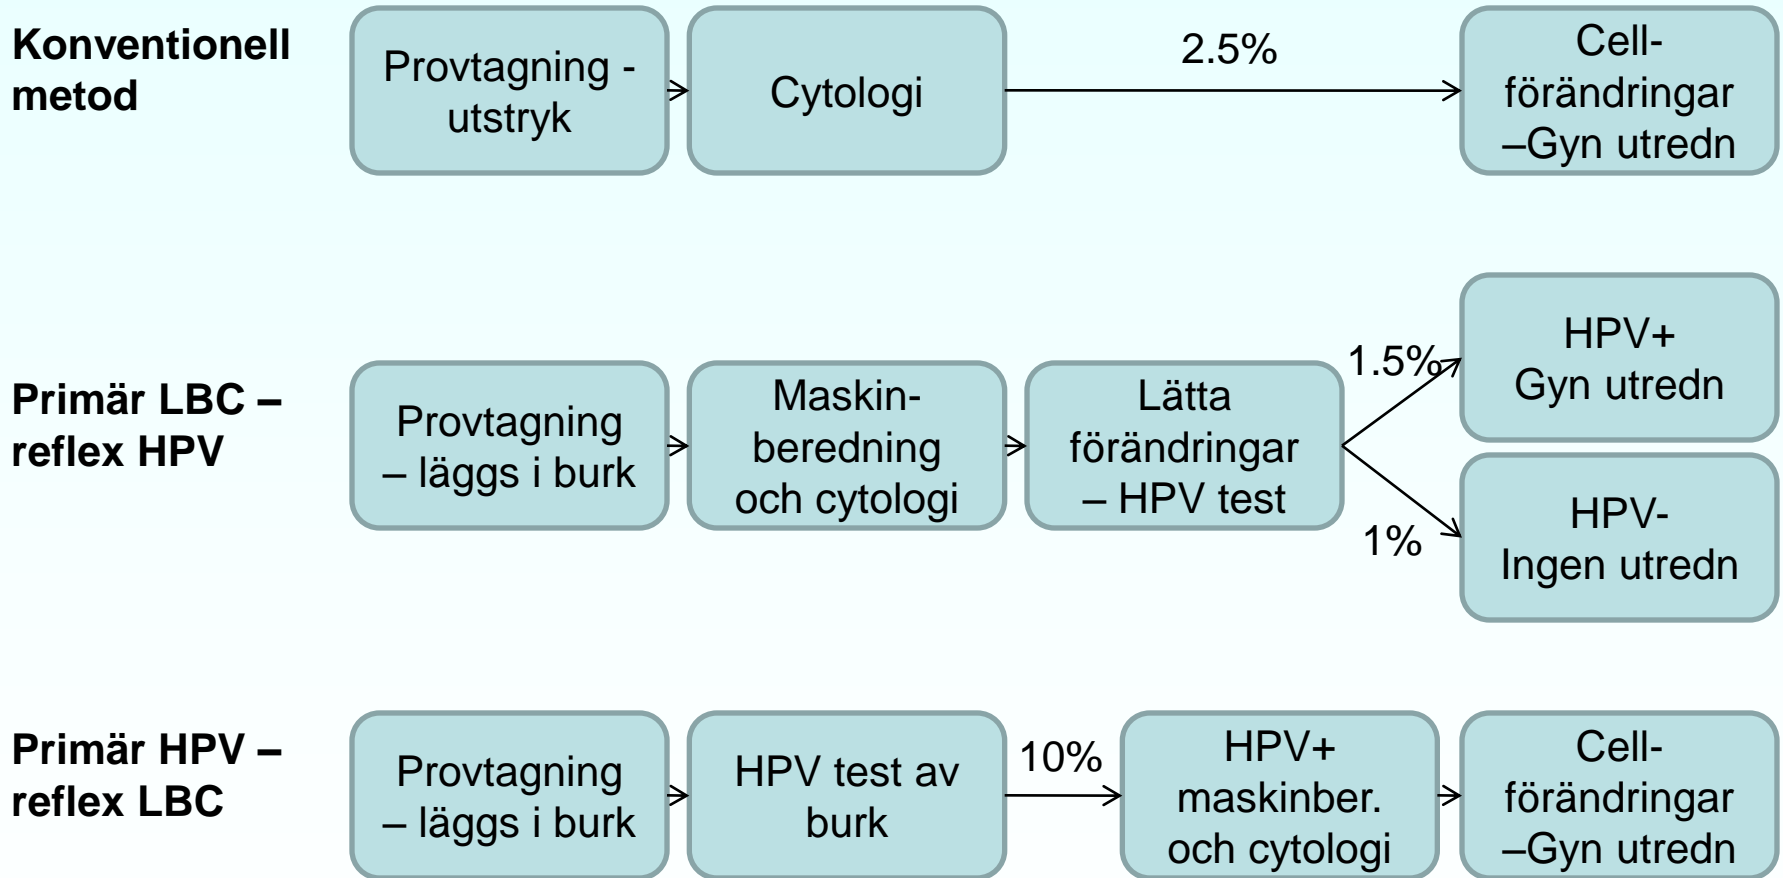 Konventionell
metod
Provtagning -
utstryk
Cytologi
2.5%
Cell-
förändringar
–Gyn utredn
Primär LBC –
reflex HPV
Provtagning
– läggs i burk
Maskin-
beredning
och cytologi
Lätta
förändringar
– HPV test
1.5%
HPV+
Gyn utredn
1%
HPV-
Ingen utredn
Primär HPV –
reflex LBC
Provtagning
– läggs i burk
HPV test av
burk
10%
HPV+
maskinber.
och cytologi
Cell-
förändringar
–Gyn utredn